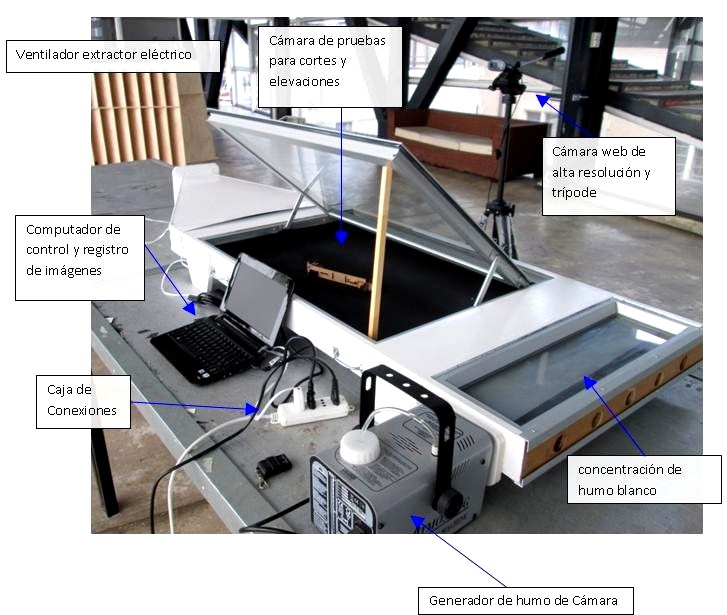 Ventilador extractor eléctrico
Cámara de pruebas
para cortes y
elevaciones
Cámara web de
alta resolución y
trípode
Computador de
control y registro
de imágenes
Caja de
Conexiones
concentración de
humo blanco
Generador de humo de Cámara